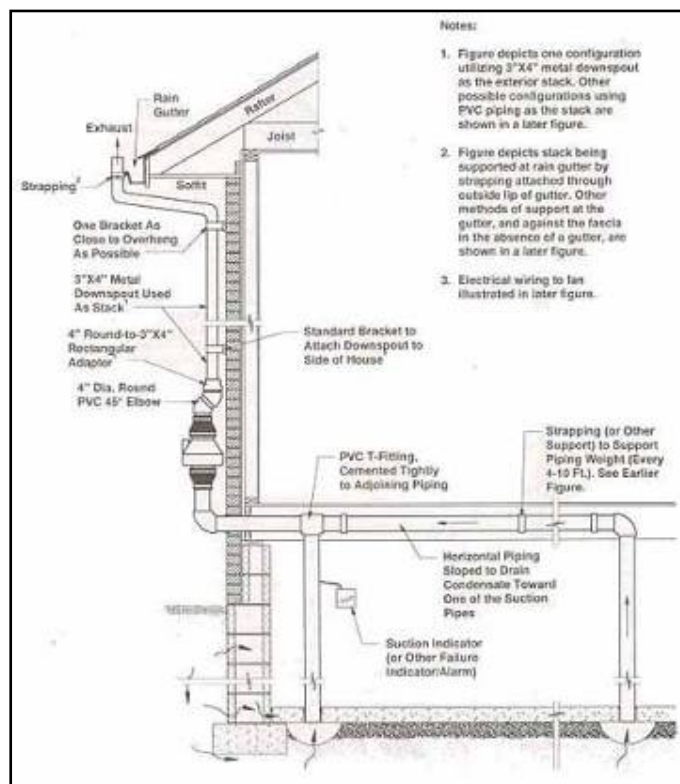 Notes:
1. Figure depicts one configuration
utilizing 3"X4" metal downspout
as the exterior stack. Other
possible configurations using
PVC piping as the stack are
shown in a later figure.
2. Figure depicts stack being
supported at rain gutter by
strapping attached through
outside lip of gutter. Other
methods of support at the
gutter, and against the fascia
in the absence of a gutter, are
shown in a later figure.
3. Electrical wiring to fan
illustrated in later figure.
Rain
Gutter
Exhaust
Rafter
Joist
Strapping²
Soffit
One Bracket As
Close to Overhang
As Possible
3"X4" Metal
Downspout Used
As Stack¹
4" Round-to-3"X4"
Rectangular
Adapter
4" Dia. Round
PVC 45° Elbow
Standard Bracket to
Attach Downspout to
Side of House
PVC T-Fitting,
Cemented Tightly
to Adjoining Piping
Strapping (or Other
Support) to Support
Piping Weight (Every
4-10 Ft.). See Earlier
Figure.
Horizontal Piping
Sloped to Drain
Condensate Toward
One of the Suction
Pipes
Suction Indicator
(or Other Failure
Indicator/Alarm)